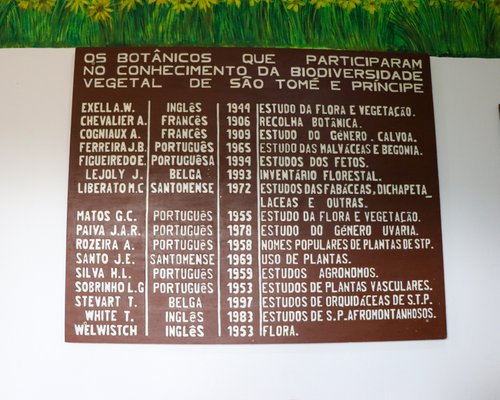 OS BOTÂNICOS QUE PARTICIPARAM
NO CONHECIMENTO DA BIODIVERSIDADE
VEGETAL DE SÃO TOMÉ E PRÍNCIPE
EXELL A.W. INGLÊS 1944 ESTUDO DA FLORA E VEGETAÇÃO.
CHEVALIER A. FRANCÊS 1906 RECOLHA BOTÂNICA.
COGNIAUX A. FRANCÊS 1909 ESTUDO DO GÉNERO CALVOA.
FERREIRA J.B. PORTUGUÊS 1965 ESTUDO DAS MALVÁCEAS E BEGONIA.
FIGUEIREDO E. PORTUGUÊSA 1994 ESTUDOS DOS FETOS.
LEJOLY J. BELGA 1993 INVENTÁRIO FLORESTAL.
LIBERATO M.C SANTOMENSE 1972 ESTUDOS DAS FABÁCEAS, DICHAPETA_
LACEAS E OUTRAS.
MATOS G.C. PORTUGUÊS 1955 ESTUDO DA FLORA E VEGETAÇÃO.
PAIVA J.A.R. PORTUGUÊS 1978 ESTUDO DO GÉNERO UVARIA.
ROZEIRA A. PORTUGUÊS 1958 NOMES POPULARES DE PLANTAS DE STP.
SANTO J.E. SANTOMENSE 1969 USO DE PLANTAS.
SILVA H.L. PORTUGUÊS 1959 ESTUDOS AGRONOMOS.
SOBRINHO L.G PORTUGUÊS 1953 ESTUDOS DE PLANTAS VASCULARES.
STEVART T. BELGA 1997 ESTUDOS DE ORQUIDÁCEAS DE S.T.P.
WHITE T. INGLÊS 1983 ESTUDOS DE S.P_AFROMONTANHOSOS.
WELWISTCH INGLÊS 1953 FLORA.